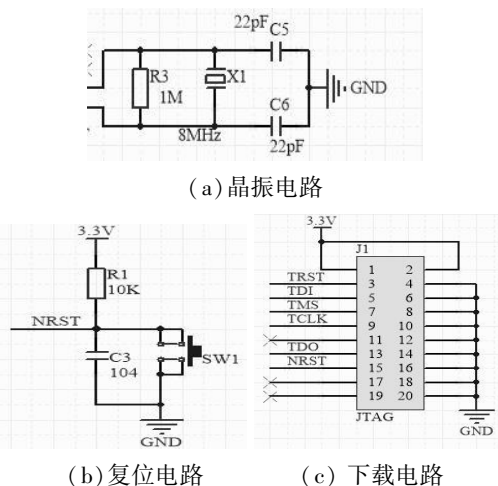 22pF C5
R3
1M
X1
GND
C6
8MHz
22pF
(a)晶振电路
3.3V
R1
10K
NRST
C3
104
SW1
GND
(b)复位电路
3.3V
J1
1 2
TRST 3 4
TDI 5 6
TMS 7 8
TCLK 9 10
11 12
TDO 13 14
NRST 15 16
17 18
19 20
JTAG
GND
(c) 下载电路